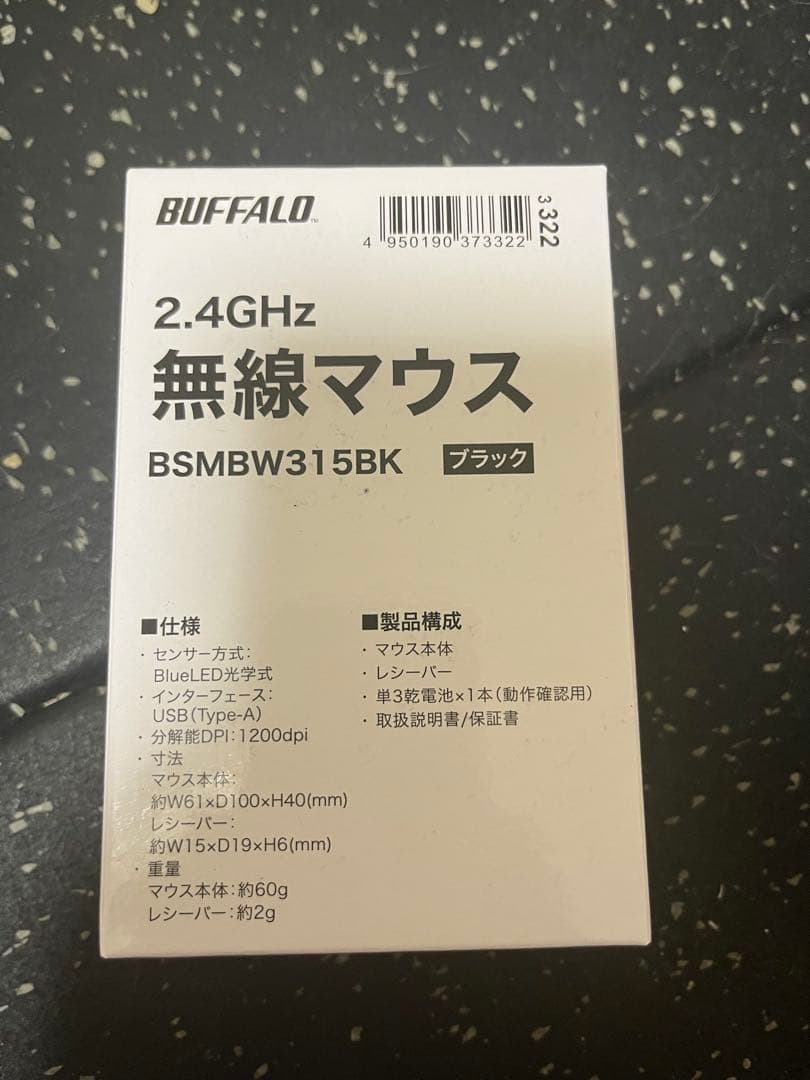 BUFFALO™
4 950190 373322
3 322
2.4GHz
無線マウス
BSMBW315BK ブラック
■仕様
・センサー方式：
BlueLED光学式
・インターフェース：
USB（Type-A）
・分解能DPI：1200dpi
・寸法
マウス本体：
約W61×D100×H40(mm)
レシーバー：
約W15×D19×H6(mm)
・重量
マウス本体：約60g
レシーバー：約2g
■製品構成
・マウス本体
・レシーバー
・単3乾電池×1本（動作確認用）
・取扱説明書/保証書